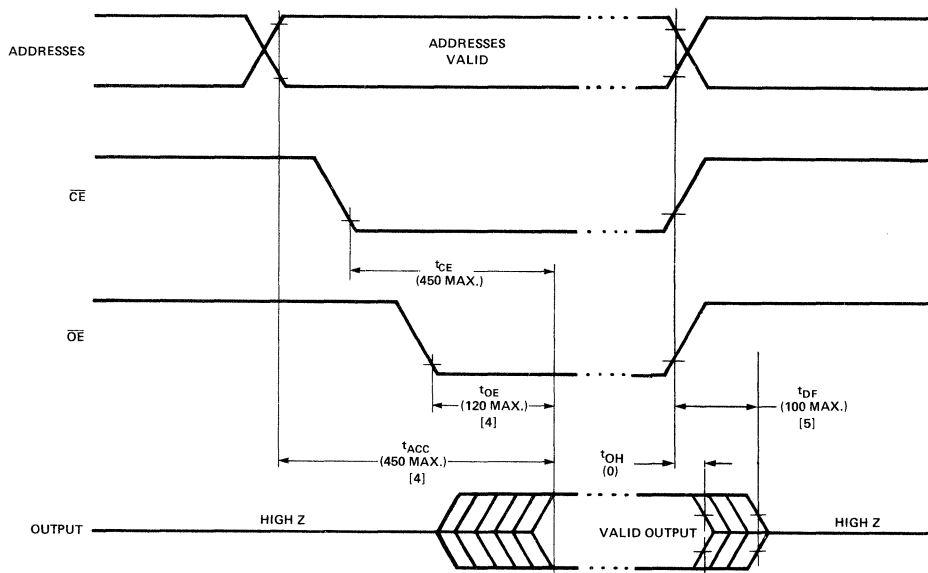 ADDRESSES
ADDRESSES
VALID
CE
tCE
(450 MAX.)
OE
tOE
(120 MAX.)
[4]
tDF
(100 MAX.)
[5]
tACC
(450 MAX.)
[4]
tOH
(0)
OUTPUT
HIGH Z
VALID OUTPUT
HIGH Z